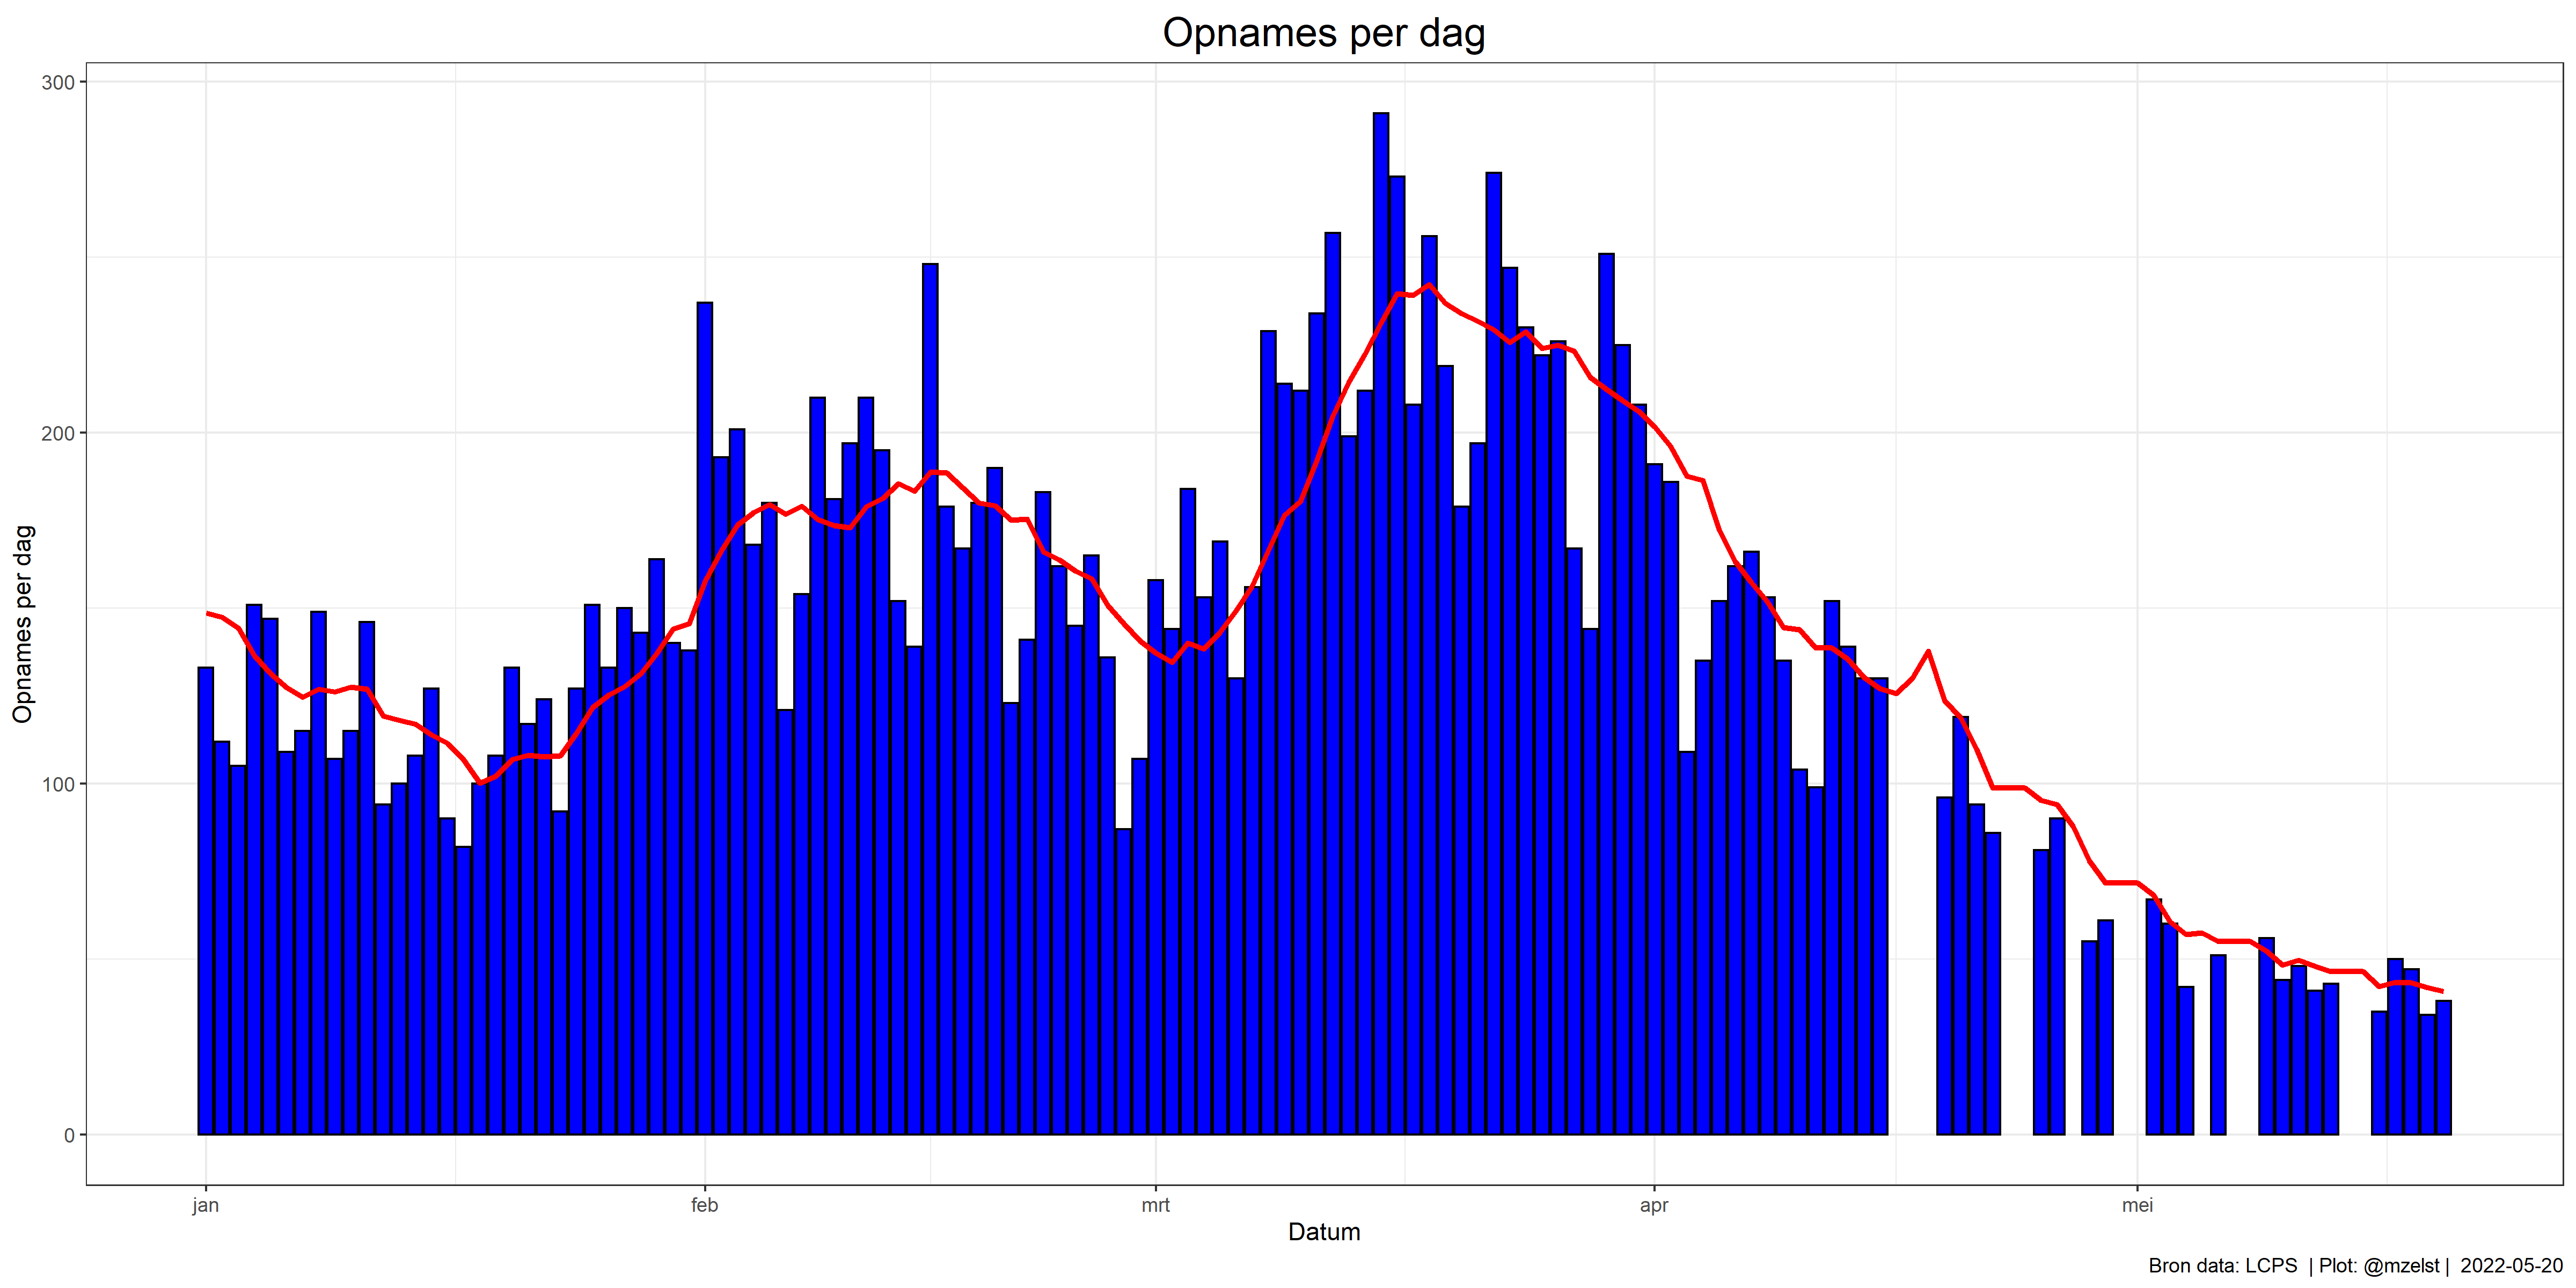 Opnames per dag
Opnames per dag
300
200
100
0
jan feb mrt apr mei
Datum
Bron data: LCPS | Plot: @mzelst | 2022-05-20